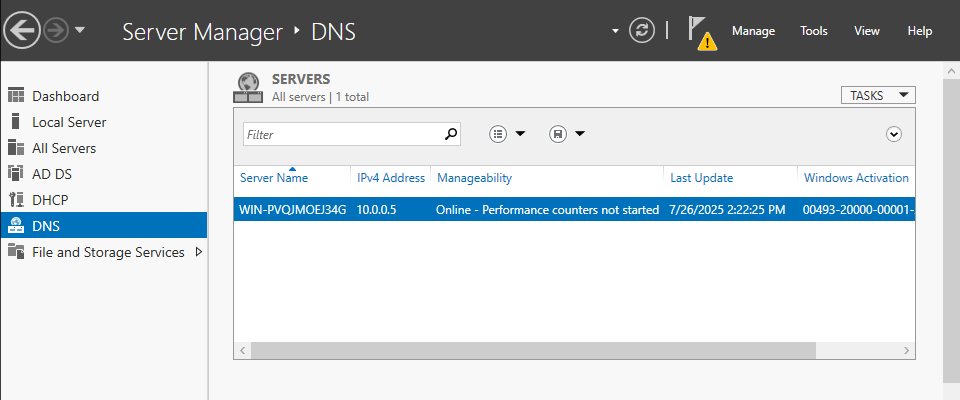 Server Manager ‣ DNS
Manage Tools View Help
Dashboard
Local Server
All Servers
AD DS
DHCP
DNS
File and Storage Services
SERVERS
All servers | 1 total
TASKS
Filter
Server Name IPv4 Address Manageability Last Update Windows Activation
WIN-PVQJMOEJ34G 10.0.0.5 Online - Performance counters not started 7/26/2025 2:22:25 PM 00493-20000-00001-